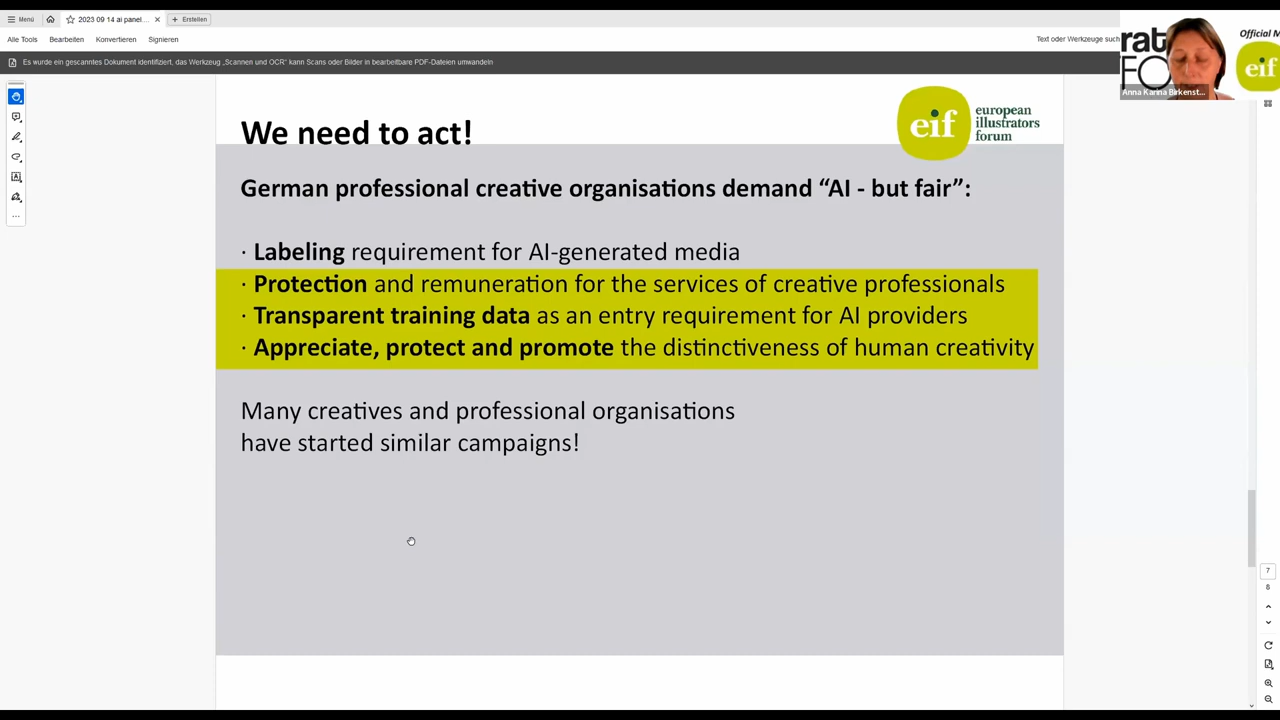 Menü
2023 09 14 ai panel ...
Erstellen
Alle Tools Bearbeiten Konvertieren Signieren
Text oder Werkzeuge such
Es wurde ein gescanntes Dokument identifiziert, das Werkzeug „Scannen und OCR" kann Scans oder Bilder in bearbeitbare PDF-Dateien umwandeln
Official M
eif
Anna Karina Birkenst...
We need to act!
eif
european
illustrators
forum
German professional creative organisations demand “AI - but fair”:
· Labeling requirement for AI-generated media
· Protection and remuneration for the services of creative professionals
· Transparent training data as an entry requirement for AI providers
· Appreciate, protect and promote the distinctiveness of human creativity
Many creatives and professional organisations
have started similar campaigns!
7
8